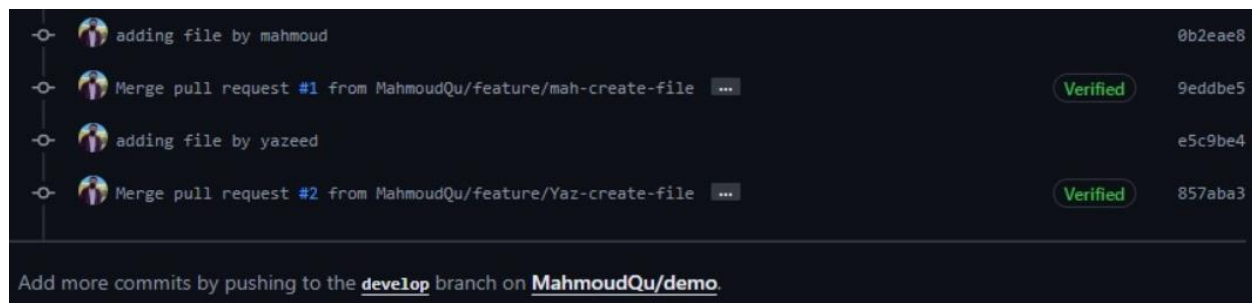 adding file by mahmoud 0b2eae8
Merge pull request #1 from MahmoudQu/feature/mah-create-file ... Verified 9eddbe5
adding file by yazeed e5c9be4
Merge pull request #2 from MahmoudQu/feature/Yaz-create-file ... Verified 857aba3
Add more commits by pushing to the develop branch on MahmoudQu/demo.